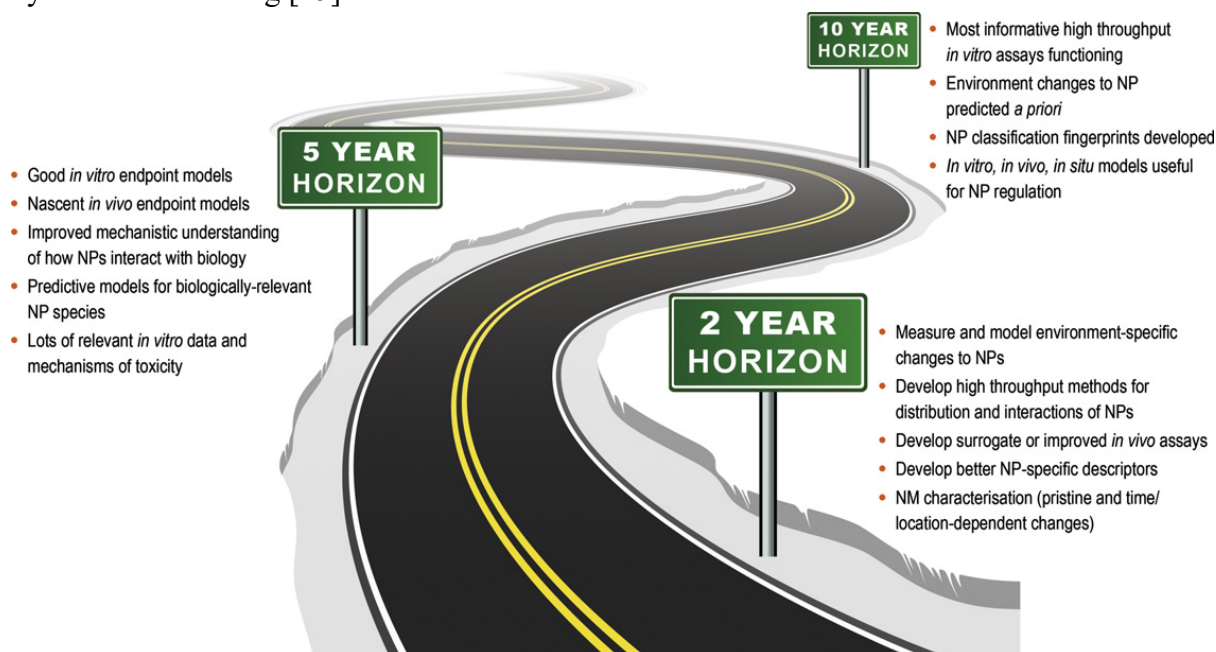 10 YEAR
HORIZON
• Most informative high throughput
in vitro assays functioning
• Environment changes to NP
predicted a priori
• NP classification fingerprints developed
• In vitro, in vivo, in situ models useful
for NP regulation
5 YEAR
HORIZON
• Good in vitro endpoint models
• Nascent in vivo endpoint models
• Improved mechanistic understanding
of how NPs interact with biology
• Predictive models for biologically-relevant
NP species
• Lots of relevant in vitro data and
mechanisms of toxicity
2 YEAR
HORIZON
• Measure and model environment-specific
changes to NPs
• Develop high throughput methods for
distribution and interactions of NPs
• Develop surrogate or improved in vivo assays
• Develop better NP-specific descriptors
• NM characterisation (pristine and time/
location-dependent changes)